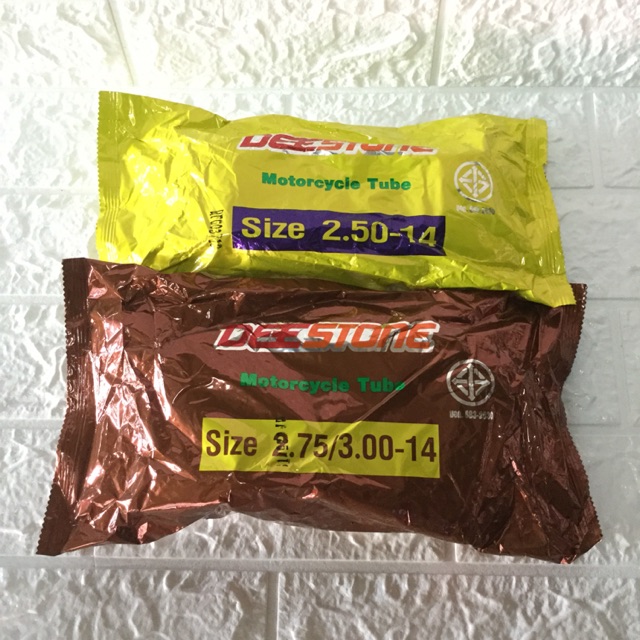 DEESTONE
Motorcycle Tube
Size 2.50-14
DEESTONE
Motorcycle Tube
Size 2.75/3.00-14